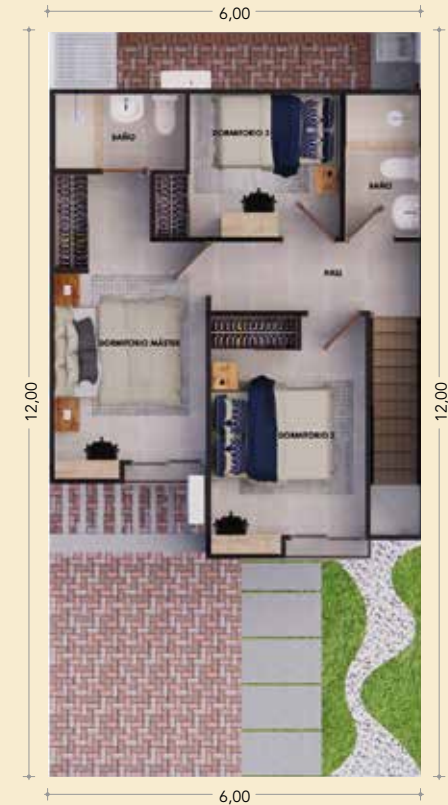 6,00
BAÑO
DORMITORIO 3
BAÑO
HALL
12,00
DORMITORIO MÁSTER
12,00
DORMITORIO 2
6,00